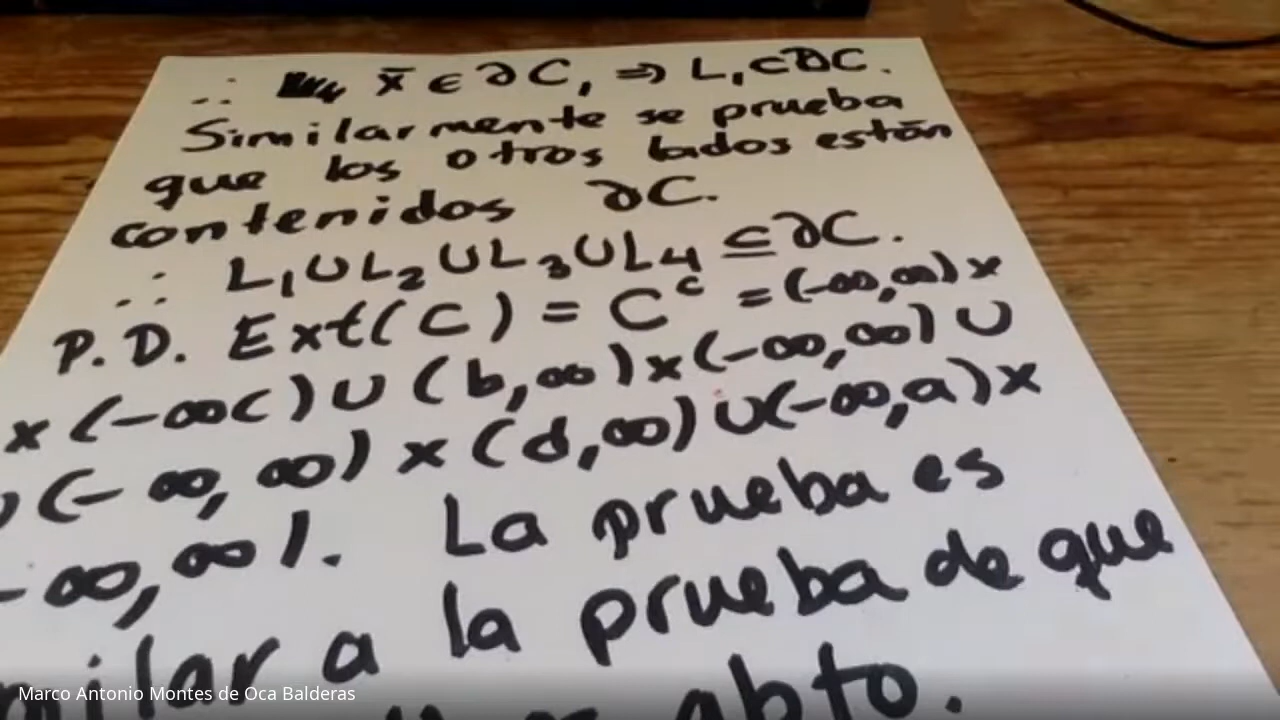 ∴ x̄ ∈ ∂C, ⇒ L₁ ⊂ ∂C.
Similarmente se prueba
que los otros lados están
contenidos ∂C.
∴ L₁ ∪ L₂ ∪ L₃ ∪ L₄ ⊆ ∂C.
P.D. Ext(C) = Cᶜ = (-∞,∞) x
x (-∞c) ∪ (b,∞) x (-∞,∞) ∪
∪ (-∞,∞) x (d,∞) ∪ (-∞,a) x
-∞,∞). La prueba es
milar a la prueba de que
abto.
Marco Antonio Montes de Oca Balderas